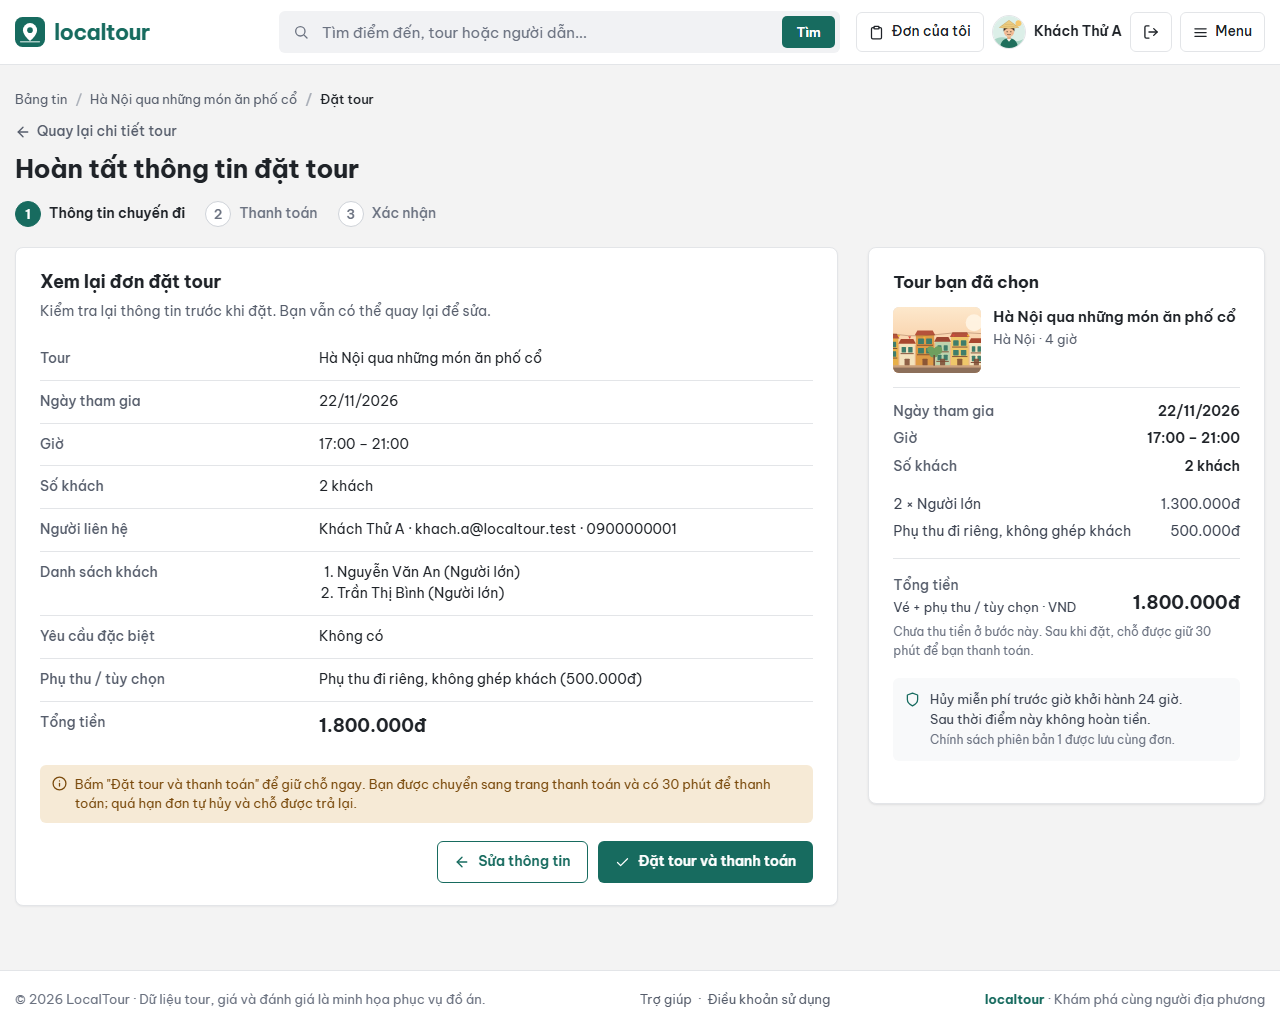 localtour
Tìm điểm đến, tour hoặc người dẫn...
Tìm
Đơn của tôi
Khách Thử A
Menu
Bảng tin / Hà Nội qua những món ăn phố cổ / Đặt tour
Quay lại chi tiết tour
Hoàn tất thông tin đặt tour
1 Thông tin chuyến đi 2 Thanh toán 3 Xác nhận
Xem lại đơn đặt tour
Kiểm tra lại thông tin trước khi đặt. Bạn vẫn có thể quay lại để sửa.
Tour Hà Nội qua những món ăn phố cổ
Ngày tham gia 22/11/2026
Giờ 17:00 – 21:00
Số khách 2 khách
Người liên hệ Khách Thử A · khach.a@localtour.test · 0900000001
Danh sách khách 1. Nguyễn Văn An (Người lớn)
2. Trần Thị Bình (Người lớn)
Yêu cầu đặc biệt Không có
Phụ thu / tùy chọn Phụ thu đi riêng, không ghép khách (500.000đ)
Tổng tiền 1.800.000đ
Bấm "Đặt tour và thanh toán" để giữ chỗ ngay. Bạn được chuyển sang trang thanh toán và có 30 phút để thanh
toán; quá hạn đơn tự hủy và chỗ được trả lại.
Sửa thông tin
Đặt tour và thanh toán
Tour bạn đã chọn
Hà Nội qua những món ăn phố cổ
Hà Nội · 4 giờ
Ngày tham gia 22/11/2026
Giờ 17:00 – 21:00
Số khách 2 khách
2 × Người lớn 1.300.000đ
Phụ thu đi riêng, không ghép khách 500.000đ
Tổng tiền
Vé + phụ thu / tùy chọn · VND 1.800.000đ
Chưa thu tiền ở bước này. Sau khi đặt, chỗ được giữ 30
phút để bạn thanh toán.
Hủy miễn phí trước giờ khởi hành 24 giờ.
Sau thời điểm này không hoàn tiền.
Chính sách phiên bản 1 được lưu cùng đơn.
© 2026 LocalTour · Dữ liệu tour, giá và đánh giá là minh họa phục vụ đồ án.
Trợ giúp · Điều khoản sử dụng
localtour · Khám phá cùng người địa phương